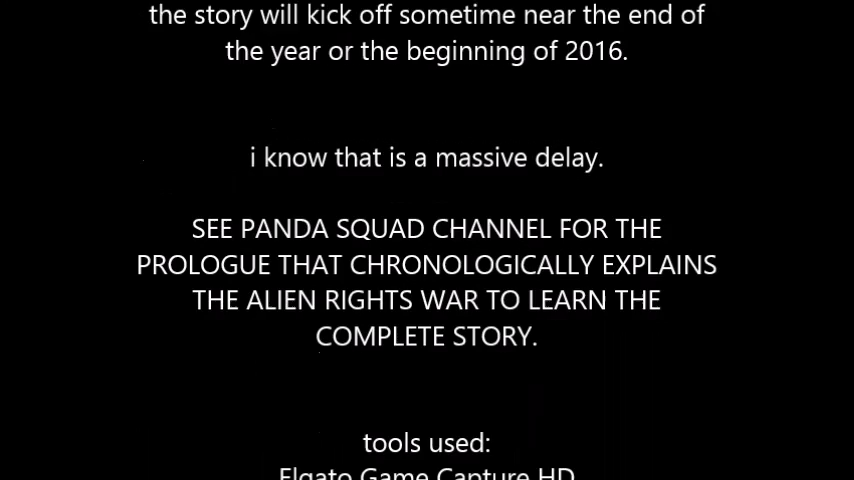 the story will kick off sometime near the end of
the year or the beginning of 2016.
i know that is a massive delay.
SEE PANDA SQUAD CHANNEL FOR THE
PROLOGUE THAT CHRONOLOGICALLY EXPLAINS
THE ALIEN RIGHTS WAR TO LEARN THE
COMPLETE STORY.
tools used:
Elgato Game Capture HD